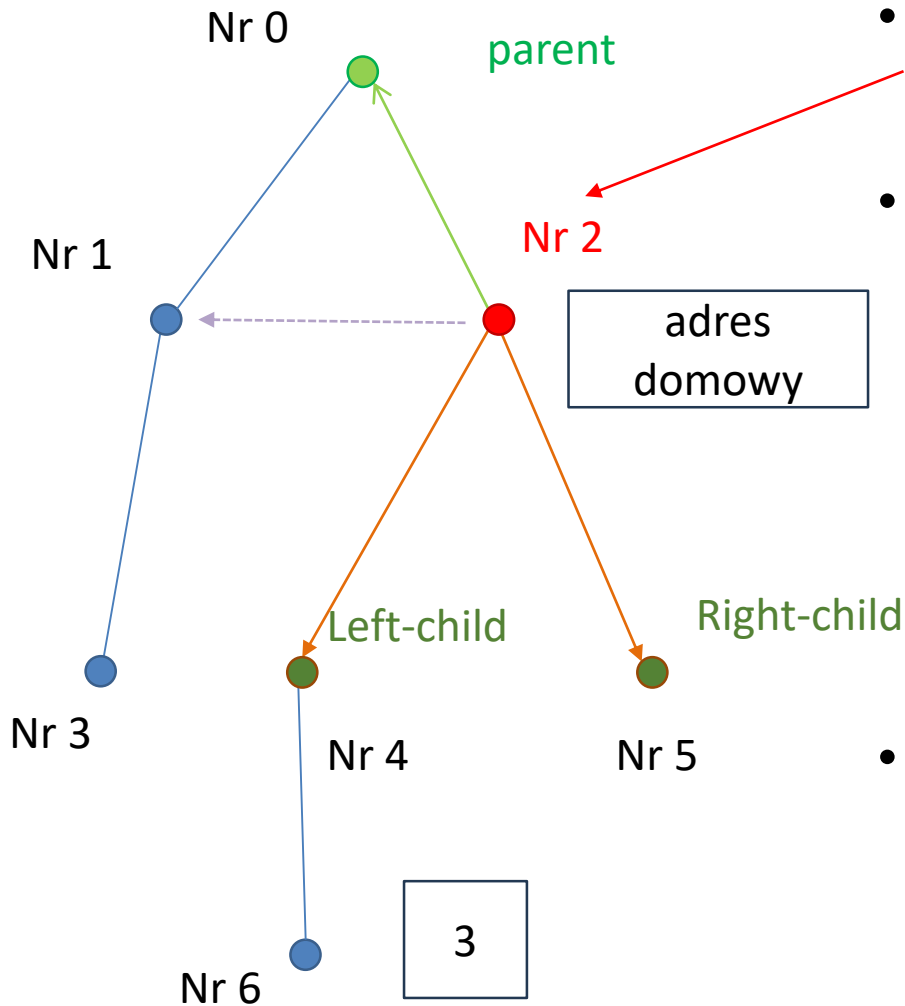 Nr 0
parent
Nr 2
Nr 1
adres
domowy
Left-child
Right-child
Nr 3
Nr 4
Nr 5
3
Nr 6